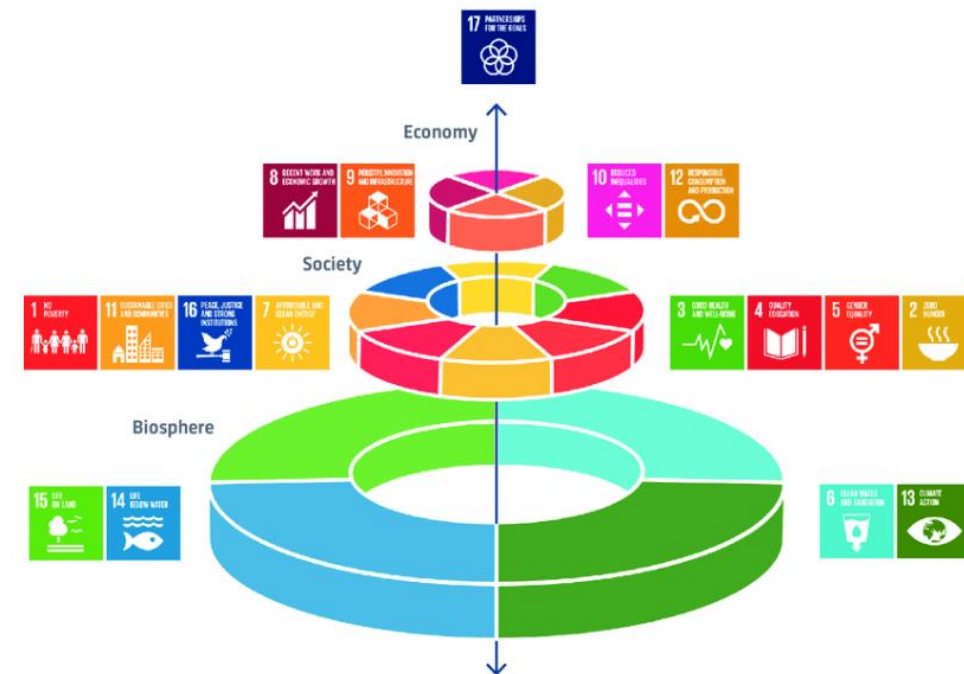 17 PARTNERSHIPS
FOR THE GOALS
Economy
8 DECENT WORK AND
ECONOMIC GROWTH
9 INDUSTRY, INNOVATION
AND INFRASTRUCTURE
10 REDUCED
INEQUALITIES
12 RESPONSIBLE
CONSUMPTION
AND PRODUCTION
Society
1 NO
POVERTY
11 SUSTAINABLE CITIES
AND COMMUNITIES
16 PEACE, JUSTICE
AND STRONG
INSTITUTIONS
7 AFFORDABLE AND
CLEAN ENERGY
3 GOOD HEALTH
AND WELL-BEING
4 QUALITY
EDUCATION
5 GENDER
EQUALITY
2 ZERO
HUNGER
Biosphere
15 LIFE
ON LAND
14 LIFE
BELOW WATER
6 CLEAN WATER
AND SANITATION
13 CLIMATE
ACTION